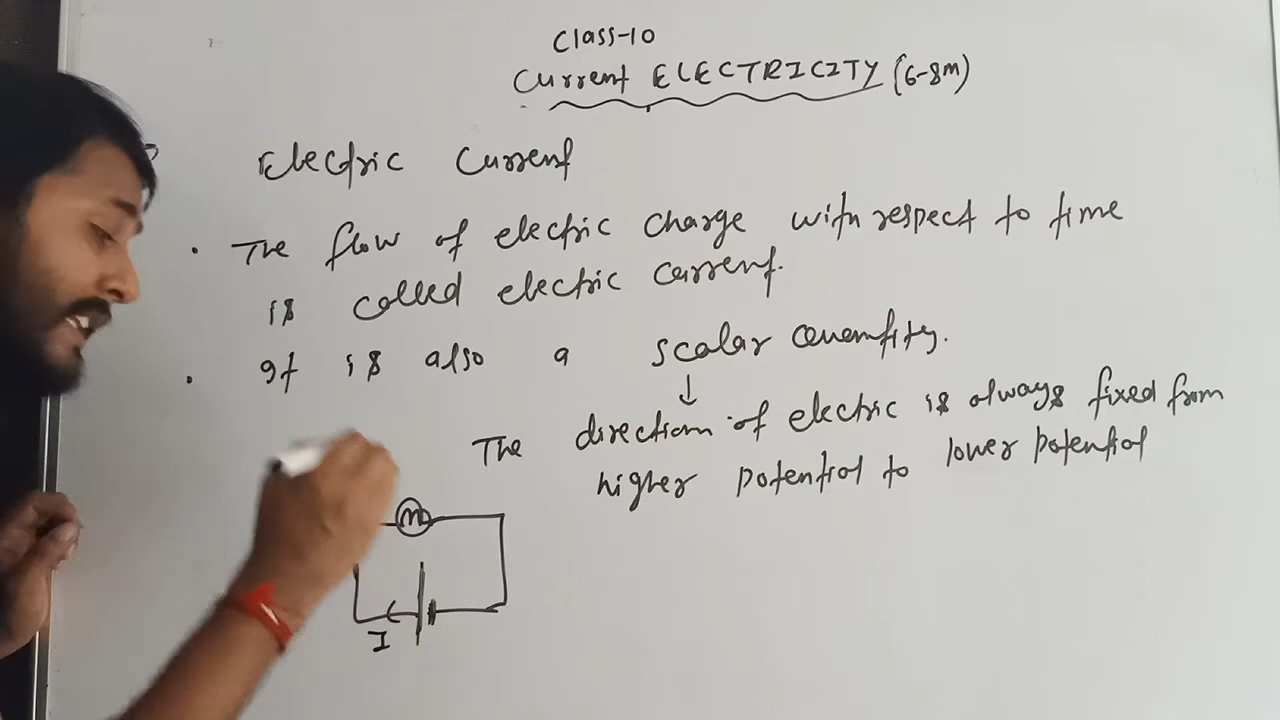 Class-10
Current ELECTRICITY (6-8m)
Electric Current
. The flow of electric charge with respect to time
is called electric current.
. It is also a scalar quantity.
↓
The direction of electric is always fixed from
higher potential to lower potential
I